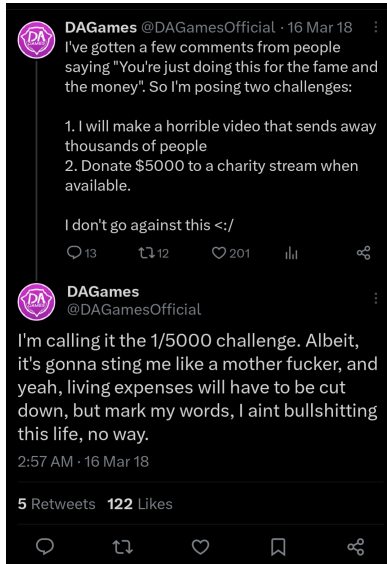 DAGames @DAGamesOfficial · 16 Mar 18
I've gotten a few comments from people
saying "You're just doing this for the fame and
the money". So I'm posing two challenges:
1. I will make a horrible video that sends away
thousands of people
2. Donate $5000 to a charity stream when
available.
I don't go against this <:/
13 12 201
DAGames
@DAGamesOfficial
I'm calling it the 1/5000 challenge. Albeit,
it's gonna sting me like a mother fucker, and
yeah, living expenses will have to be cut
down, but mark my words, I aint bullshitting
this life, no way.
2:57 AM · 16 Mar 18
5 Retweets 122 Likes